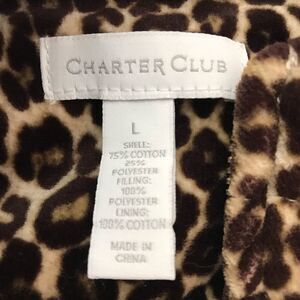 CHARTER CLUB
L
SHELL:
75% COTTON
25%
POLYESTER
FILLING:
100%
POLYESTER
LINING:
100% COTTON
MADE IN
CHINA